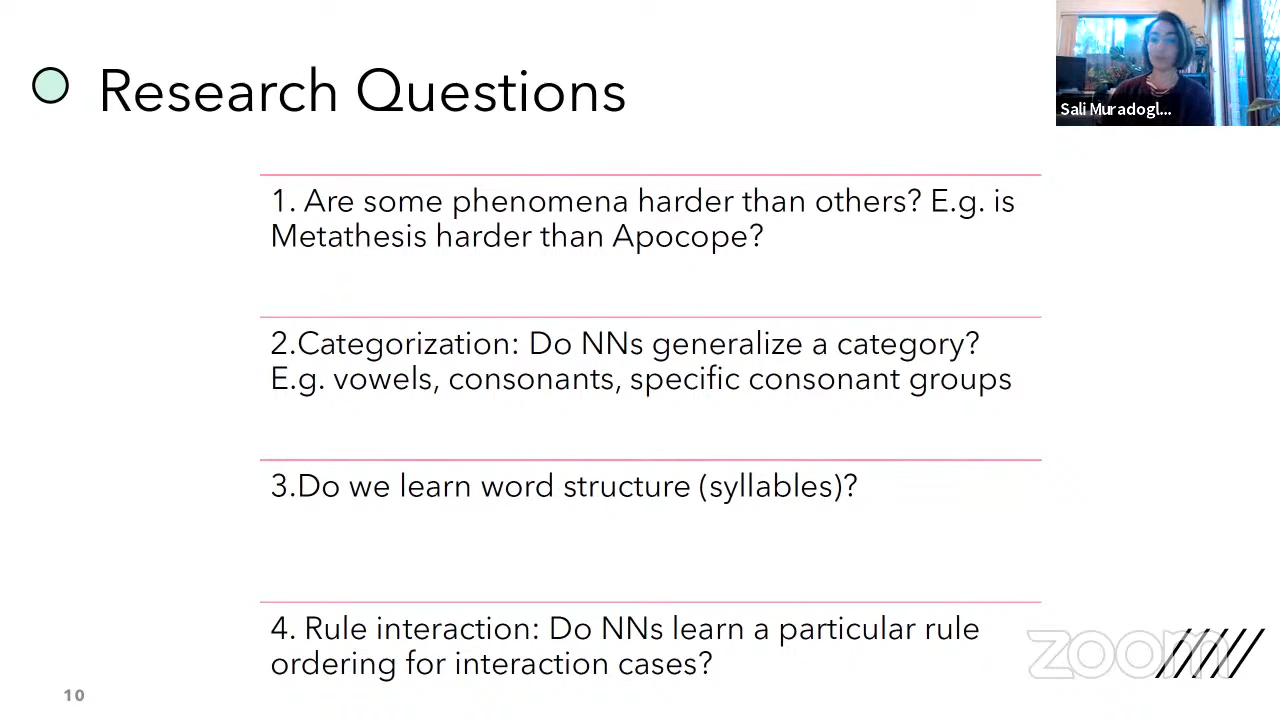 Research Questions
Sali Muradogl...
1. Are some phenomena harder than others? E.g. is
Metathesis harder than Apocope?
2.Categorization: Do NNs generalize a category?
E.g. vowels, consonants, specific consonant groups
3.Do we learn word structure (syllables)?
4. Rule interaction: Do NNs learn a particular rule
ordering for interaction cases?
zoom
10